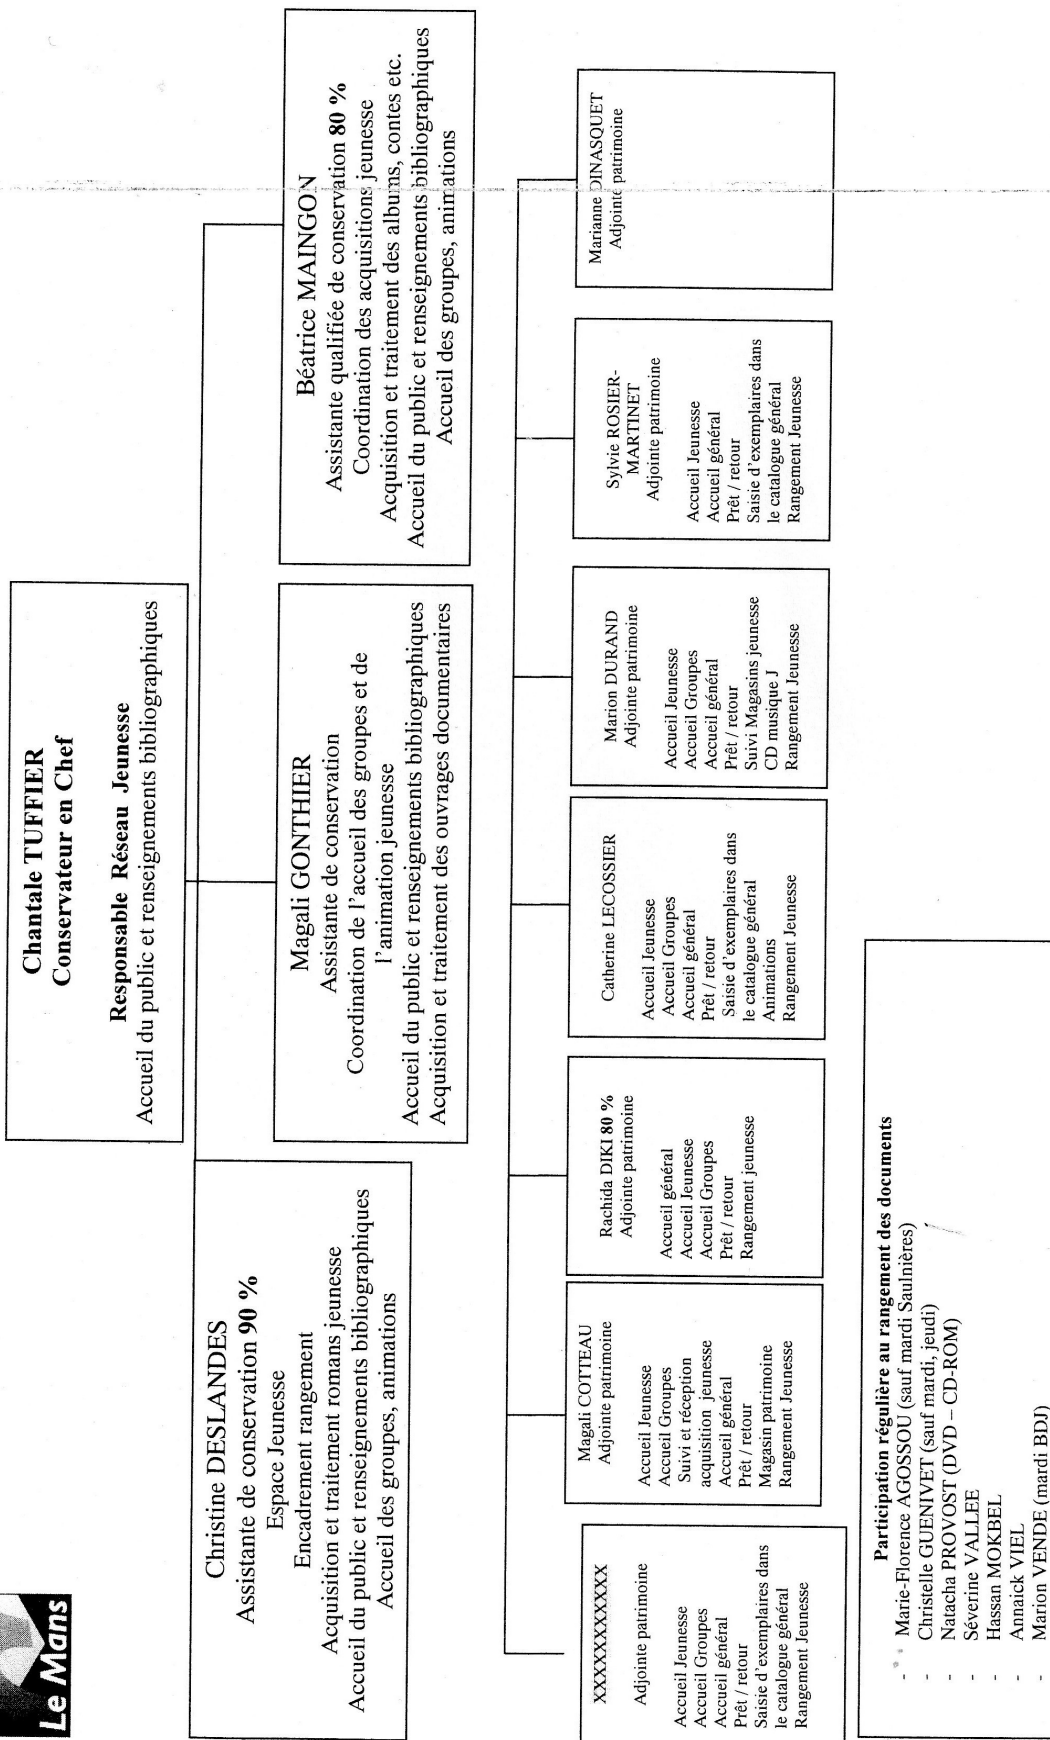 Le Mans
Chantale TUFFIER
Conservateur en Chef
Responsable Réseau Jeunesse
Accueil du public et renseignements bibliographiques
Christine DESLANDES
Assistante de conservation 90 %
Espace Jeunesse
Encadrement rangement
Acquisition et traitement romans jeunesse
Accueil du public et renseignements bibliographiques
Accueil des groupes, animations
Magali GONTHIER
Assistante de conservation
Coordination de l'accueil des groupes et de
l'animation jeunesse
Accueil du public et renseignements bibliographiques
Acquisition et traitement des ouvrages documentaires
Béatrice MAINGON
Assistante qualifiée de conservation 80 %
Coordination des acquisitions jeunesse
Acquisition et traitement des albums, contes etc.
Accueil du public et renseignements bibliographiques
Accueil des groupes, animations
XXXXXXXXXX
Adjointe patrimoine
Accueil Jeunesse
Accueil Groupes
Accueil général
Prêt / retour
Saisie d'exemplaires dans
le catalogue général
Rangement Jeunesse
Magali COTTEAU
Adjointe patrimoine
Accueil Jeunesse
Accueil Groupes
Suivi et réception
acquisition jeunesse
Accueil général
Prêt / retour
Magasin patrimoine
Rangement Jeunesse
Rachida DIKI 80 %
Adjointe patrimoine
Accueil général
Accueil Jeunesse
Accueil Groupes
Prêt / retour
Rangement jeunesse
Catherine LECOSSIER
Accueil Jeunesse
Accueil Groupes
Accueil général
Prêt / retour
Saisie d'exemplaires dans
le catalogue général
Animations
Rangement Jeunesse
Marion DURAND
Adjointe patrimoine
Accueil Jeunesse
Accueil Groupes
Accueil général
Prêt / retour
Suivi Magasins jeunesse
CD musique J
Rangement Jeunesse
Sylvie ROSIER-
MARTINET
Adjointe patrimoine
Accueil Jeunesse
Accueil général
Prêt / retour
Saisie d'exemplaires dans
le catalogue général
Rangement Jeunesse
Marianne DINASQUET
Adjointe patrimoine
Participation régulière au rangement des documents
- Marie-Florence AGOSSOU (sauf mardi Saulnières)
- Christelle GUENIVET (sauf mardi, jeudi)
- Natacha PROVOST (DVD – CD-ROM)
- Séverine VALLEE
- Hassan MOKBEL
- Annaick VIEL
- Marion VENDE (mardi BDJ)